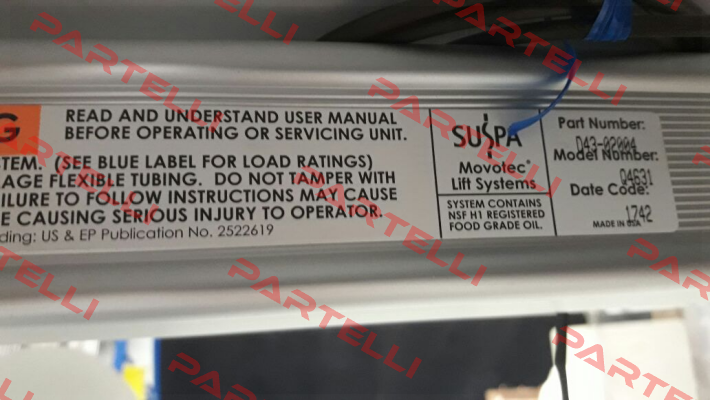 G
READ AND UNDERSTAND USER MANUAL
BEFORE OPERATING OR SERVICING UNIT.
STEM. (SEE BLUE LABEL FOR LOAD RATINGS)
AGE FLEXIBLE TUBING. DO NOT TAMPER WITH
ILURE TO FOLLOW INSTRUCTIONS MAY CAUSE
E CAUSING SERIOUS INJURY TO OPERATOR.
ding: US & EP Publication No. 2522619
SUSPA
Movotec®
Lift Systems
SYSTEM CONTAINS
NSF H1 REGISTERED
FOOD GRADE OIL.
Part Number:
D43-02004
Model Number:
04631
Date Code:
1742
MADE IN USA
PARTELLI
PARTELLI
PARTELLI
PARTELLI
PARTELLI
PARTELLI
PARTELLI
PARTELLI